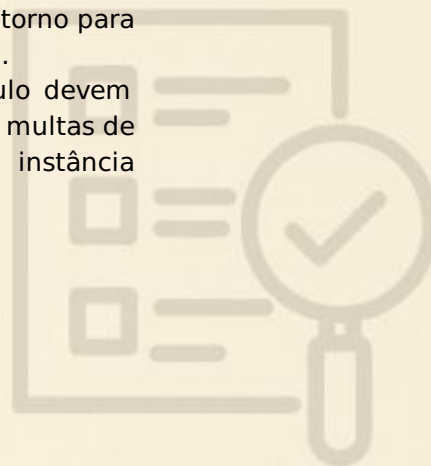 torno para
.
ulo devem
multas de
instância